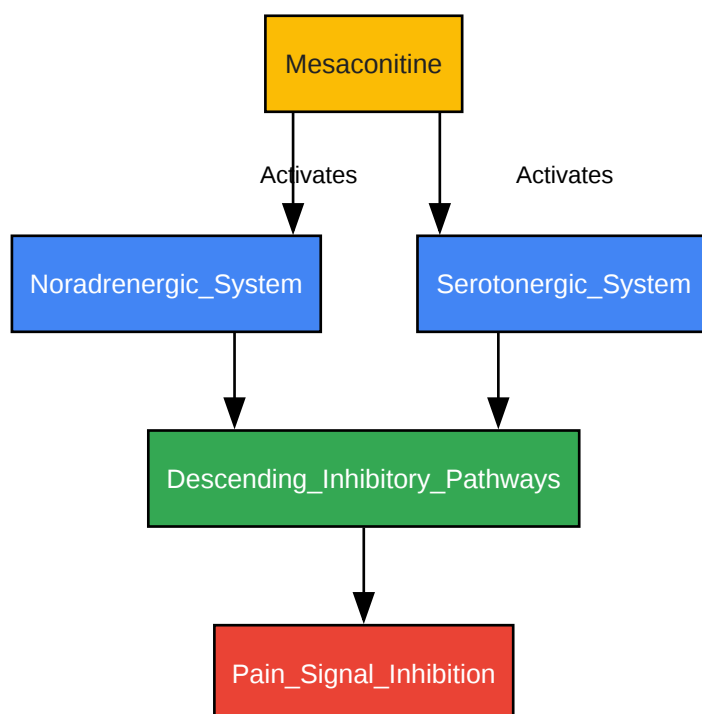 Mesaconitine
Activates
Activates
Noradrenergic_System
Serotonergic_System
Descending_Inhibitory_Pathways
Pain_Signal_Inhibition